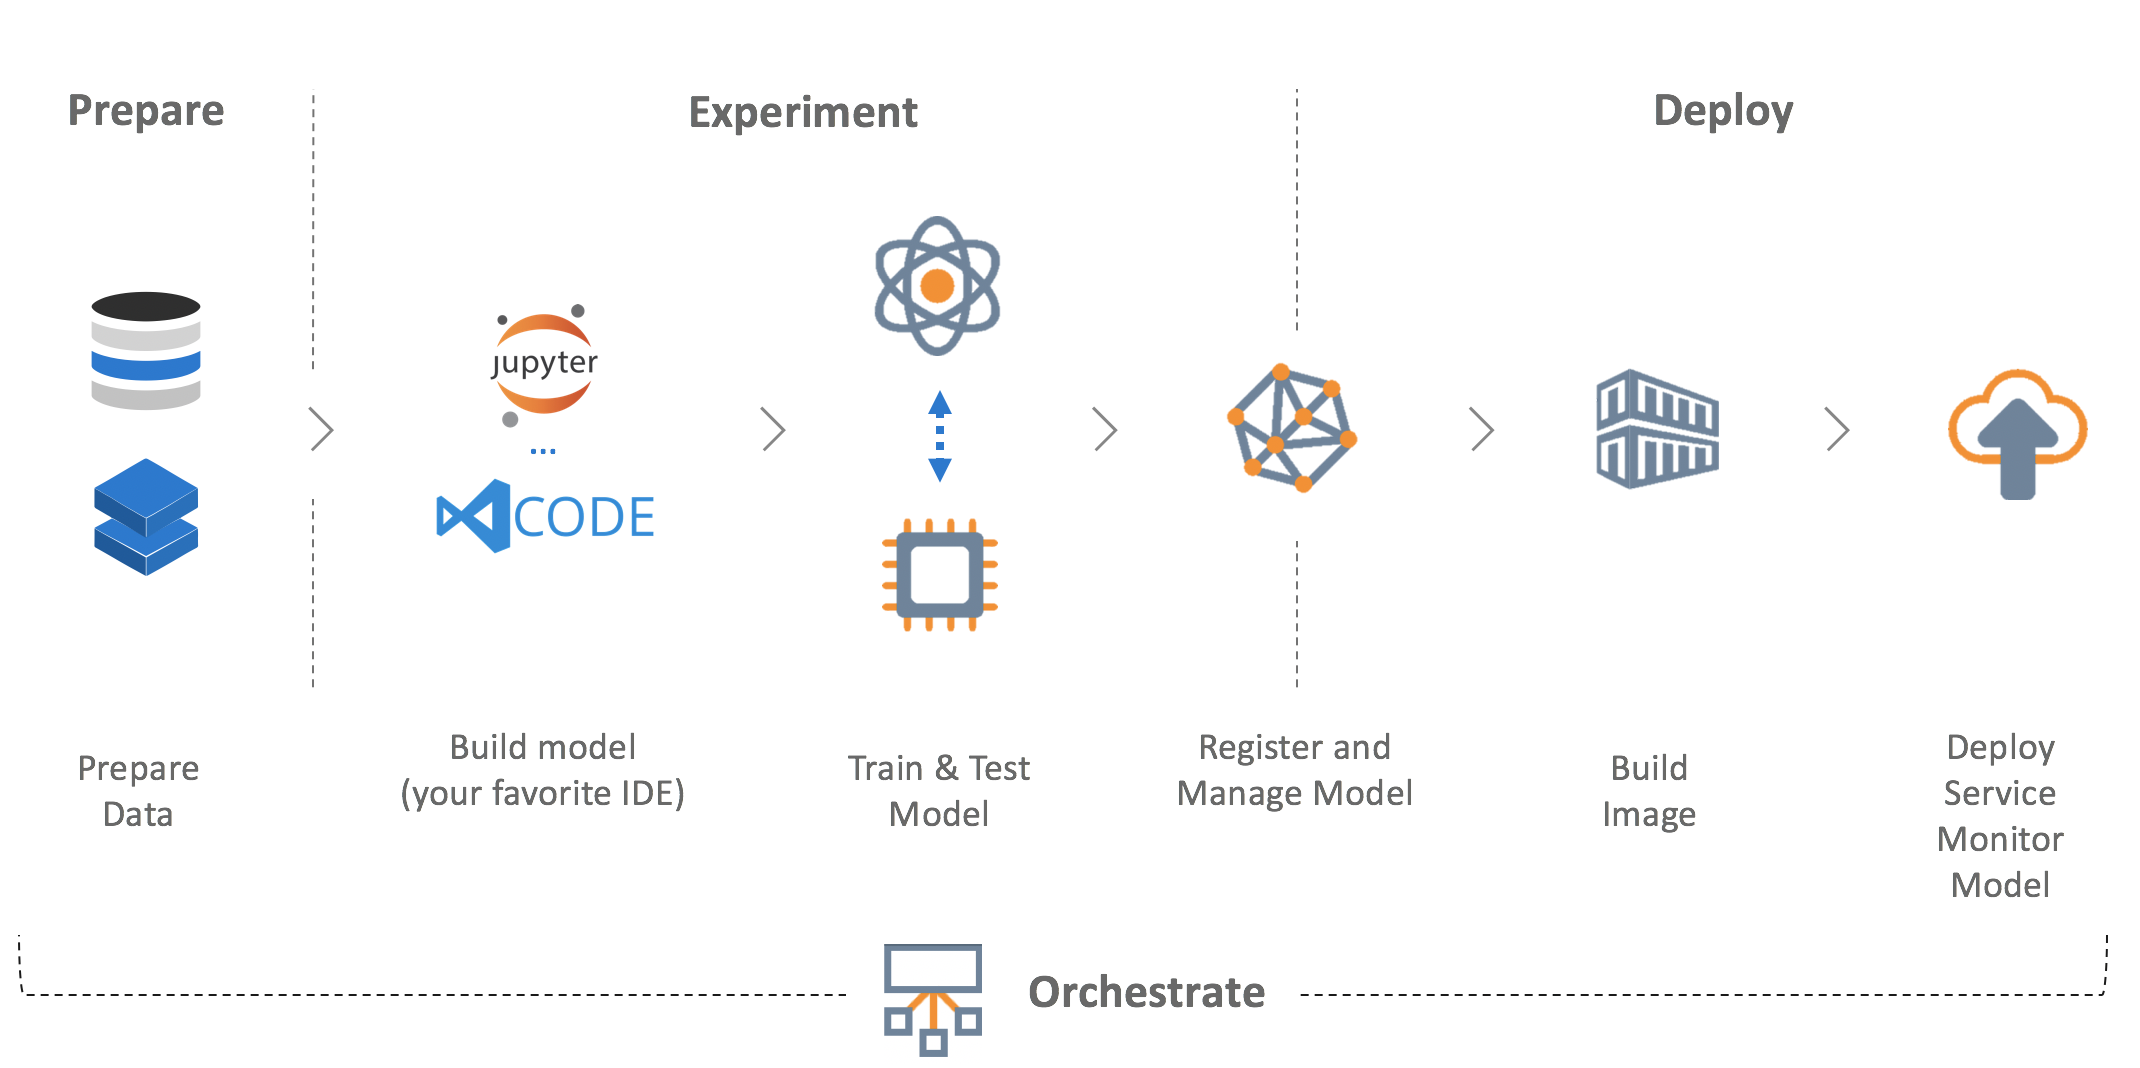 Prepare
Experiment
Deploy
jupyter
...
CODE
Prepare
Data
Build model
(your favorite IDE)
Train & Test
Model
Register and
Manage Model
Build
Image
Deploy
Service
Monitor
Model
Orchestrate